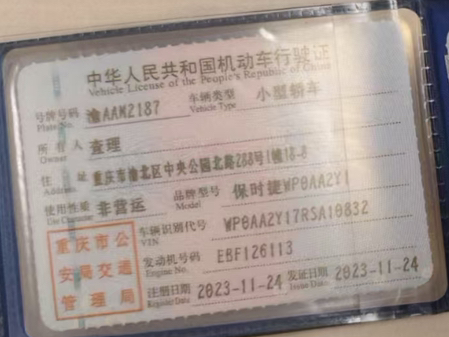 中华人民共和国机动车行驶证
Vehicle License of the People's Republic of China
号牌号码 渝AAM2187 车辆类型 小型轿车
Plate No. Vehicle Type
所有人 查理
Owner
住址 重庆市渝北区中央公园北路288号1幢18-8
Address
使用性质 非营运 品牌型号 保时捷WP0AA2Y1
Use Character Model
车辆识别代号 WP0AA2Y17RSA10832
VIN
发动机号码 EBF126113
Engine No.
注册日期 2023-11-24 发证日期 2023-11-24
Register Date Issue Date
重庆市公
安局交通
管理局